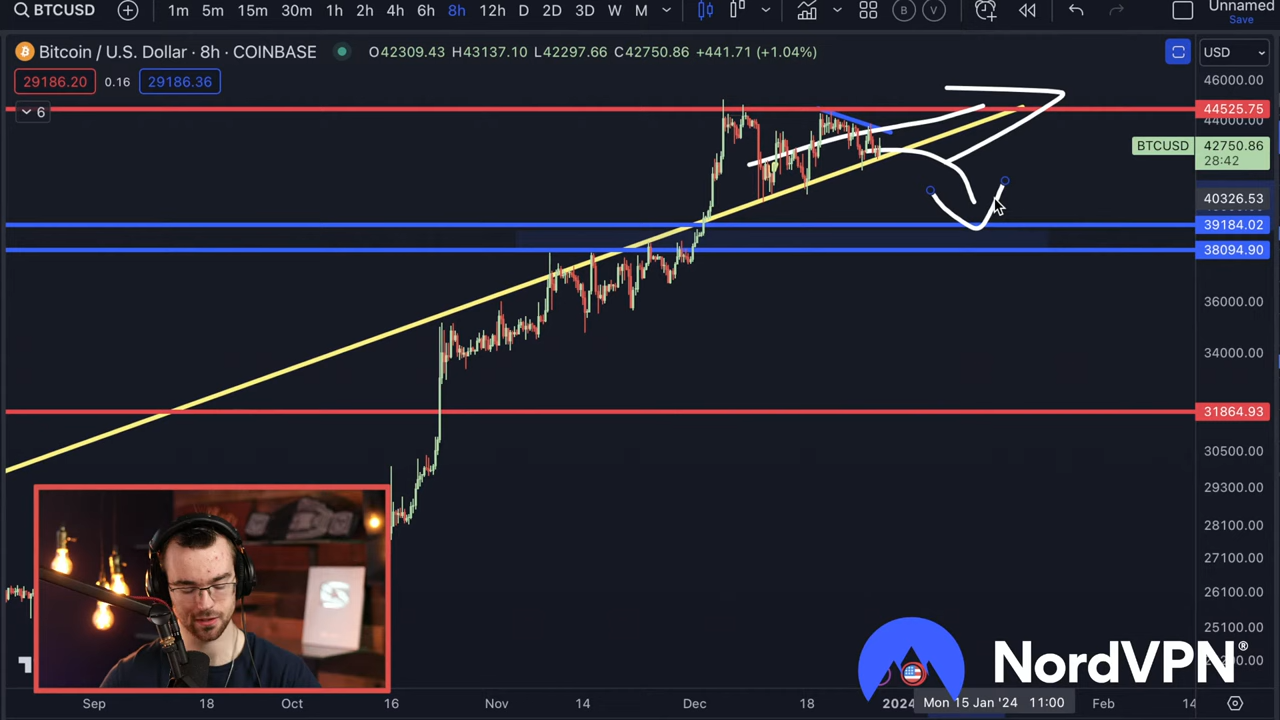 BTCUSD 1m 5m 15m 30m 1h 2h 4h 6h 8h 12h D 2D 3D W M B V Unnamed
Save
Bitcoin / U.S. Dollar · 8h · COINBASE O42309.43 H43137.10 L42297.66 C42750.86 +441.71 (+1.04%) USD
29186.20 0.16 29186.36
6
46000.00
44525.75
44000.00
BTCUSD 42750.86
28:42
40326.53
39184.02
38094.90
36000.00
34000.00
31864.93
30500.00
29300.00
28100.00
27100.00
26100.00
25100.00
NordVPN®
Sep 18 Oct 16 Nov 14 Dec 18 2024 Mon 15 Jan '24 11:00 Feb 14